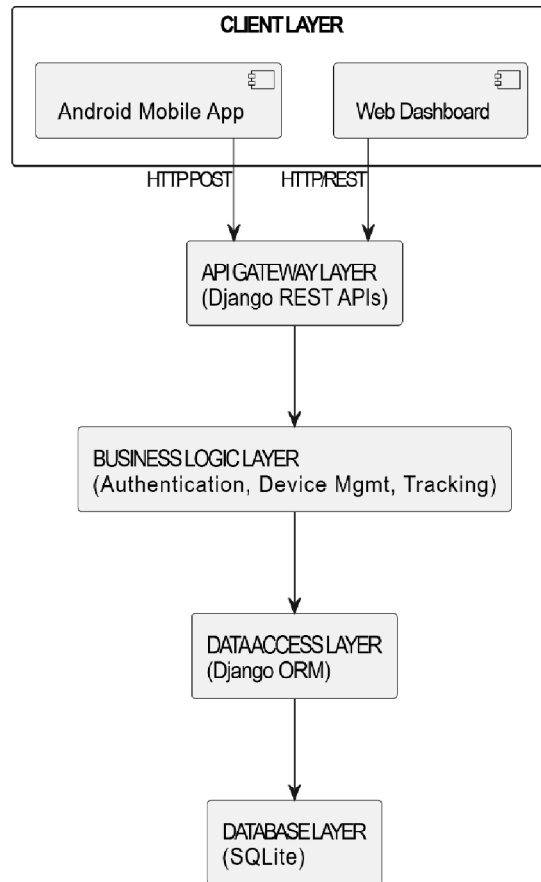 CLIENT LAYER
Android Mobile App
Web Dashboard
HTTP POST
HTTP/REST
API GATEWAY LAYER
(Django REST APIs)
BUSINESS LOGIC LAYER
(Authentication, Device Mgmt, Tracking)
DATA ACCESS LAYER
(Django ORM)
DATABASE LAYER
(SQLite)